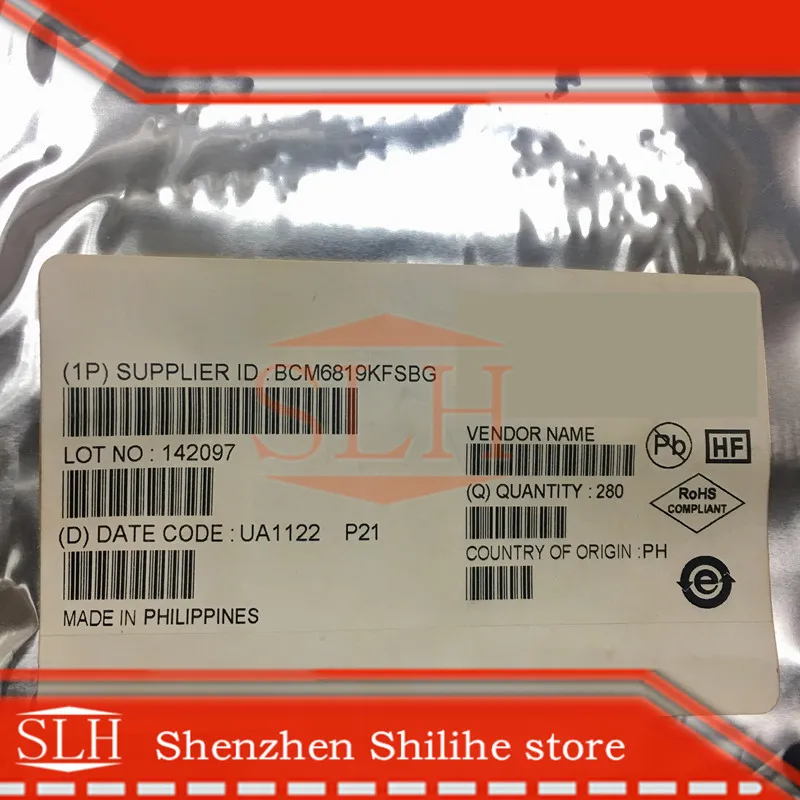 (1P) SUPPLIER ID : BCM6819KFSBG
LOT NO : 142097
(D) DATE CODE : UA1122 P21
MADE IN PHILIPPINES
VENDOR NAME
(Q) QUANTITY : 280
COUNTRY OF ORIGIN : PH
Pb
HF
RoHS
COMPLIANT
e
SLH
SLH
Shenzhen Shilihe store